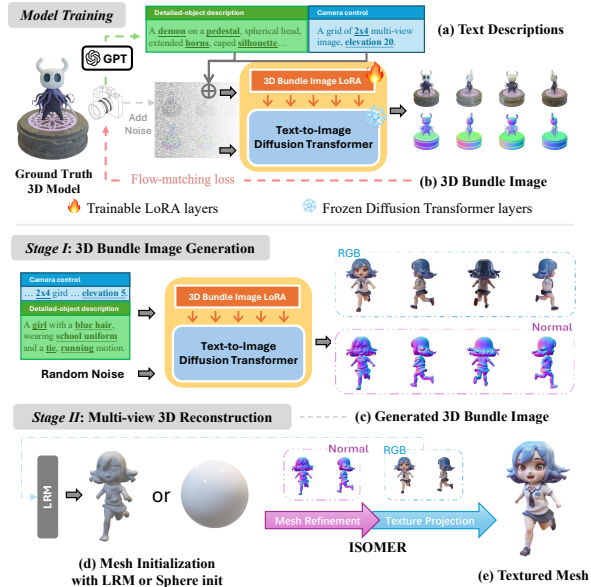 Model Training
Detailed-object description
A demon on a pedestal, spherical head,
extended horns, caped silhouette…
Camera control
A grid of 2x4 multi-view
image, elevation 20.
(a) Text Descriptions
GPT
3D Bundle Image LoRA
Add
Noise
Text-to-Image
Diffusion Transformer
Ground Truth
3D Model
Flow-matching loss
(b) 3D Bundle Image
Trainable LoRA layers
Frozen Diffusion Transformer layers
Stage I: 3D Bundle Image Generation
RGB
Camera control
… 2x4 gird … elevation 5.
Detailed-object description
A girl with a blue hair,
wearing school uniform
and a tie, running motion.
3D Bundle Image LoRA
Text-to-Image
Diffusion Transformer
Normal
Random Noise
Stage II: Multi-view 3D Reconstruction
(c) Generated 3D Bundle Image
Normal
RGB
LRM
or
Mesh Refinement
Texture Projection
ISOMER
(d) Mesh Initialization
with LRM or Sphere init
(e) Textured Mesh